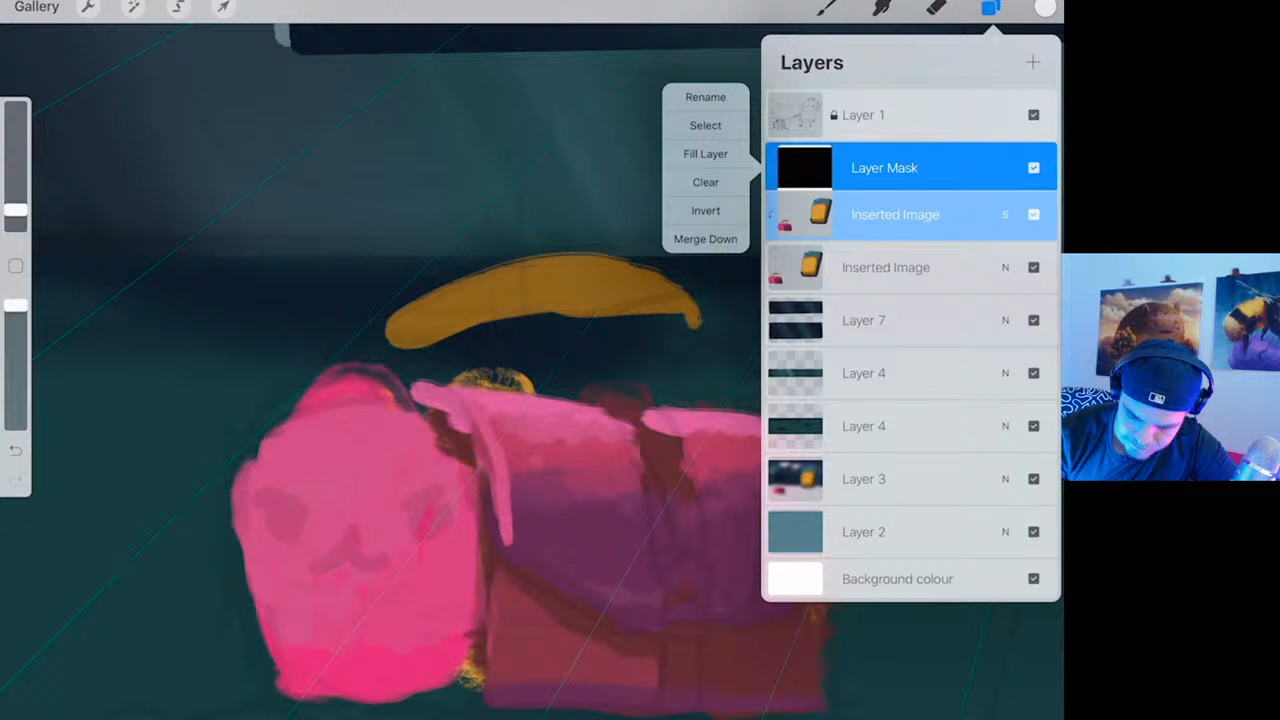 Gallery
Layers
Rename
Select
Fill Layer
Clear
Invert
Merge Down
Layer 1
Layer Mask
Inserted Image S
Inserted Image N
Layer 7 N
Layer 4 N
Layer 4 N
Layer 3 N
Layer 2 N
Background colour